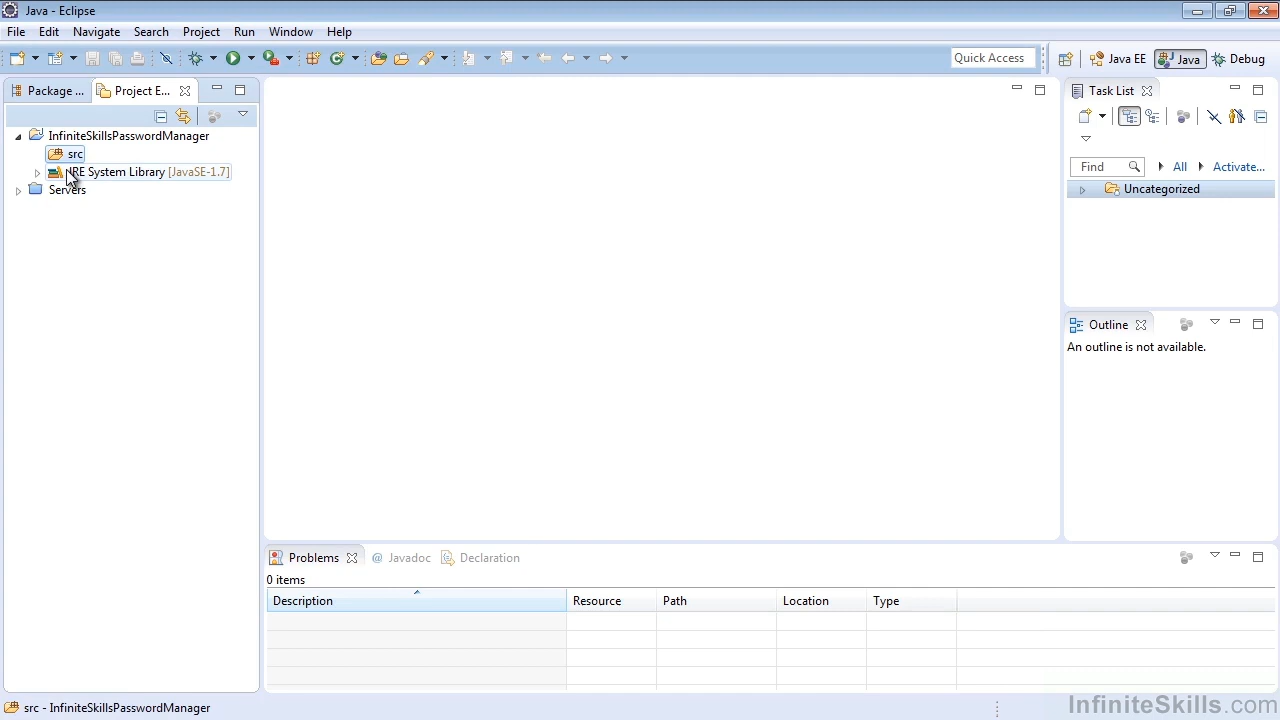 Java - Eclipse
File Edit Navigate Search Project Run Window Help
Quick Access
Java EE
Java
Debug
Package ...
Project E...
InfiniteSkillsPasswordManager
src
JRE System Library [JavaSE-1.7]
Servers
Task List
Find
All
Activate...
Uncategorized
Outline
An outline is not available.
Problems
@ Javadoc
Declaration
0 items
Description Resource Path Location Type
src - InfiniteSkillsPasswordManager
InfiniteSkills.com